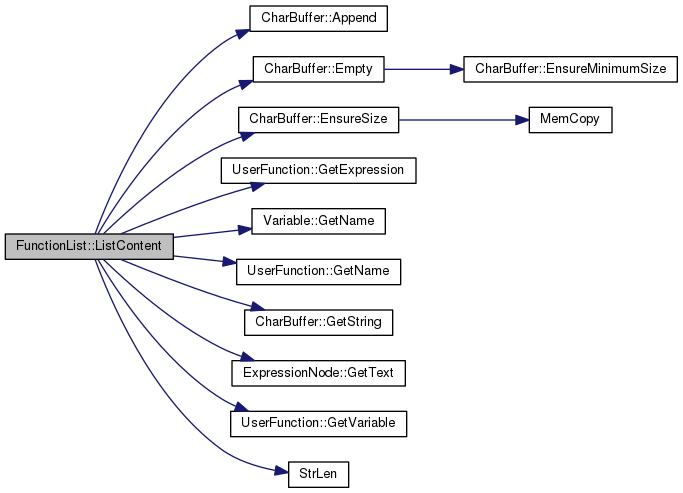 CharBuffer::Append
CharBuffer::Empty
CharBuffer::EnsureMinimumSize
CharBuffer::EnsureSize
MemCopy
UserFunction::GetExpression
Variable::GetName
FunctionList::ListContent
UserFunction::GetName
CharBuffer::GetString
ExpressionNode::GetText
UserFunction::GetVariable
StrLen